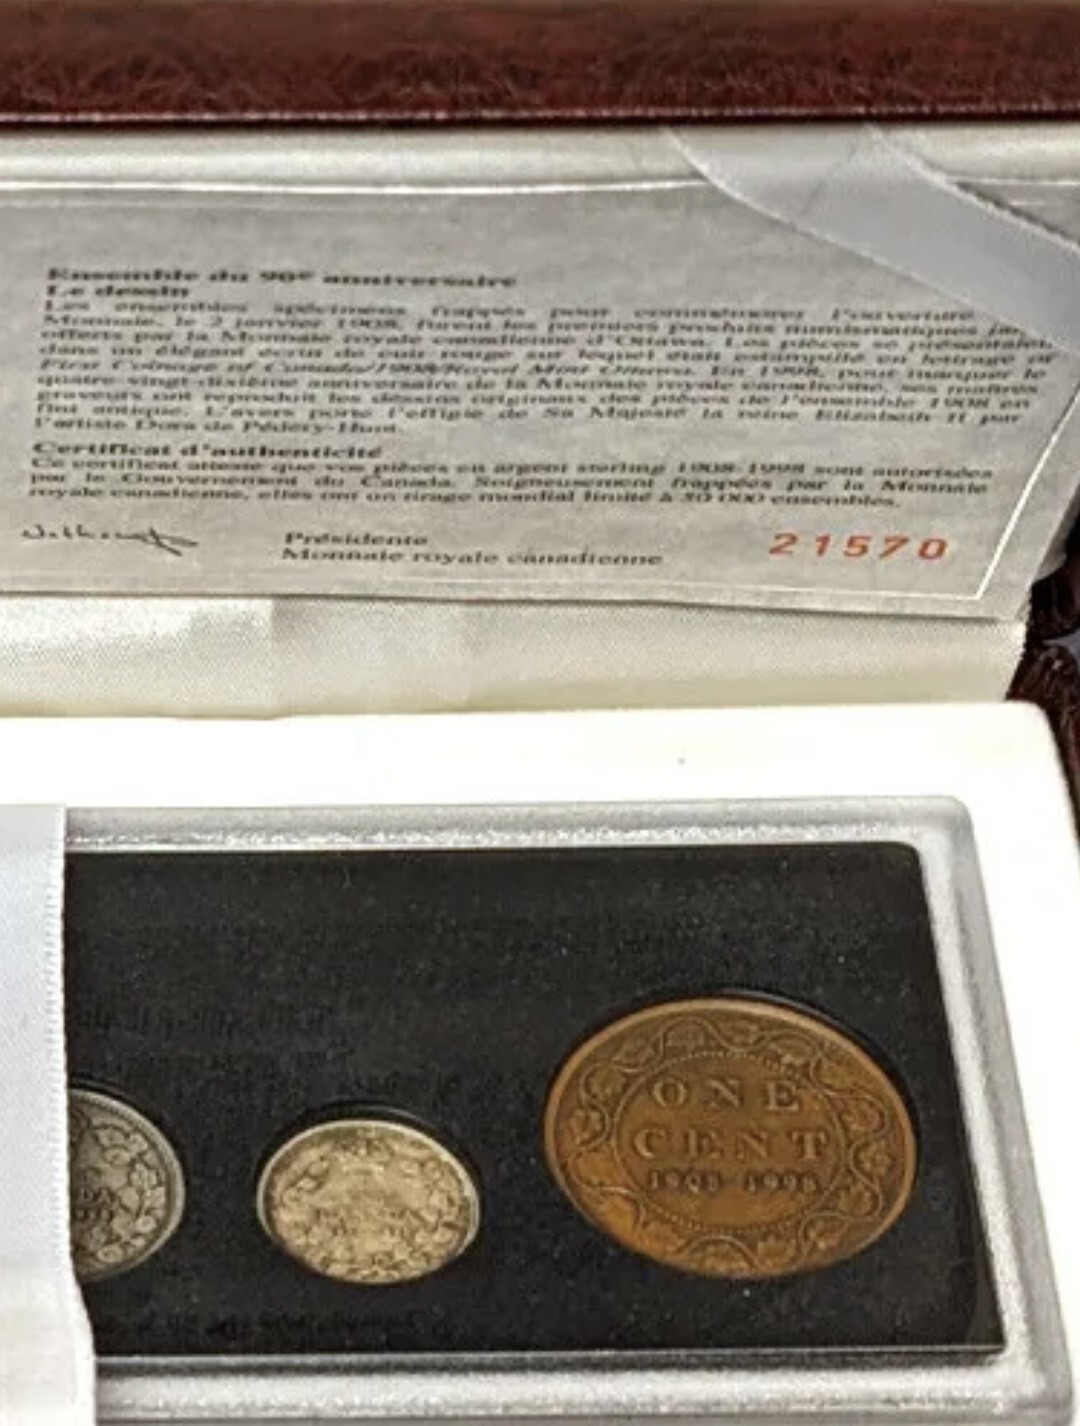 Ensemble du 90e anniversaire
Le dessin
Les ensembles spécimens frappés pour commémorer l'ouverture
Monnaie, le 2 janvier 1908, furent les premiers produits numismatiques
offerts par la Monnaie royale canadienne d'Ottawa. Les pièces se présentaient
dans un élégant écrin de cuir rouge sur lequel était estampillé en lettrage or
First Coinage of Canada/1908/Royal Mint Ottawa. En 1998, pour marquer le
quatre-vingt-dixième anniversaire de la Monnaie royale canadienne, ses maîtres
graveurs ont reproduit les dessins originaux des pièces de l'ensemble 1908 en
fini antique. L'avers porte l'effigie de Sa Majesté la reine Elizabeth II par
l'artiste Dora de Pédery-Hunt.
Certificat d'authenticité
Ce certificat atteste que vos pièces en argent sterling 1908-1998 sont autorisées
par le Gouvernement du Canada. Soigneusement frappées par la Monnaie
royale canadienne, elles ont un tirage mondial limité à 50 000 ensembles.
Présidente
Monnaie royale canadienne
21570
ONE
CENT
1908-1998